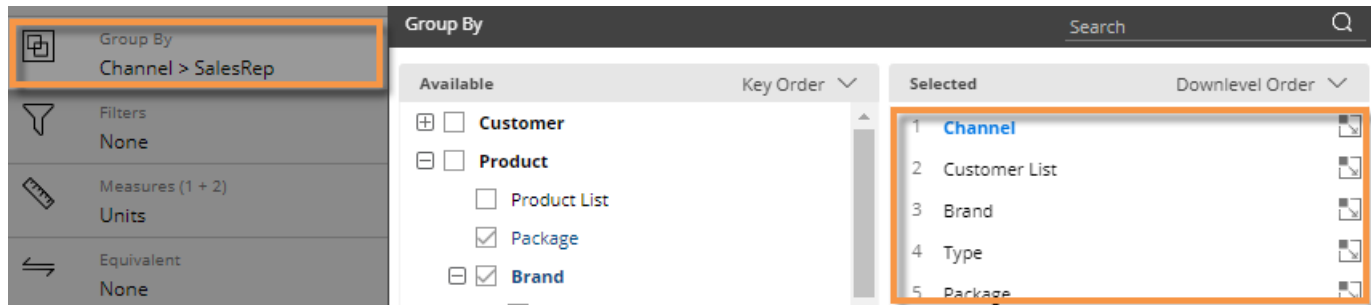 Group By
Channel > SalesRep
Filters
None
Measures (1 + 2)
Units
Equivalent
None
Group By
Search
Available
Key Order
Customer
Product
Product List
Package
Brand
Selected
Downlevel Order
1 Channel
2 Customer List
3 Brand
4 Type
5 Package